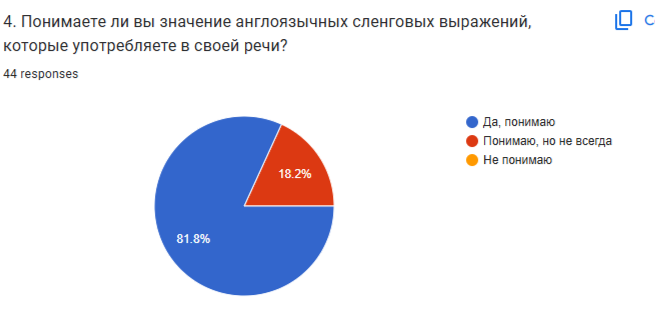 4. Понимаете ли вы значение англоязычных сленговых выражений,
которые употребляете в своей речи?
44 responses
Да, понимаю
Понимаю, но не всегда
Не понимаю
18.2%
81.8%